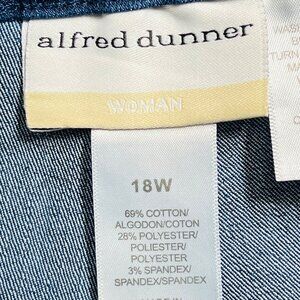 alfred dunner
WOMAN
18W
69% COTTON/
ALGODON/COTON
28% POLYESTER/
POLIESTER/
POLYESTER
3% SPANDEX/
SPANDEX/SPANDEX